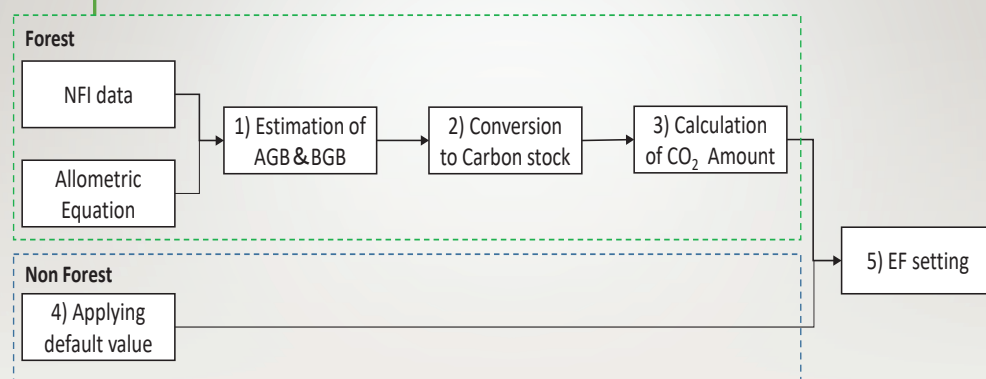 Forest
NFI data
Allometric
Equation
1) Estimation of
AGB&BGB
2) Conversion
to Carbon stock
3) Calculation
of CO2 Amount
Non Forest
4) Applying
default value
5) EF setting